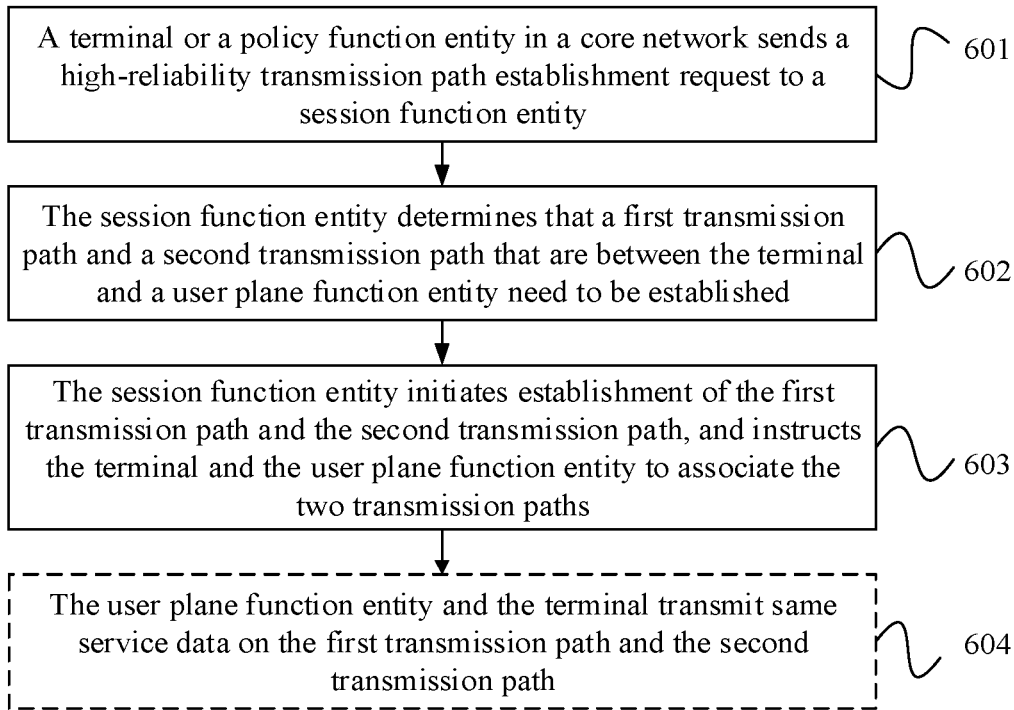 A terminal or a policy function entity in a core network sends a
high-reliability transmission path establishment request to a
session function entity
601
The session function entity determines that a first transmission
path and a second transmission path that are between the terminal
and a user plane function entity need to be established
602
The session function entity initiates establishment of the first
transmission path and the second transmission path, and instructs
the terminal and the user plane function entity to associate the
two transmission paths
603
The user plane function entity and the terminal transmit same
service data on the first transmission path and the second
transmission path
604